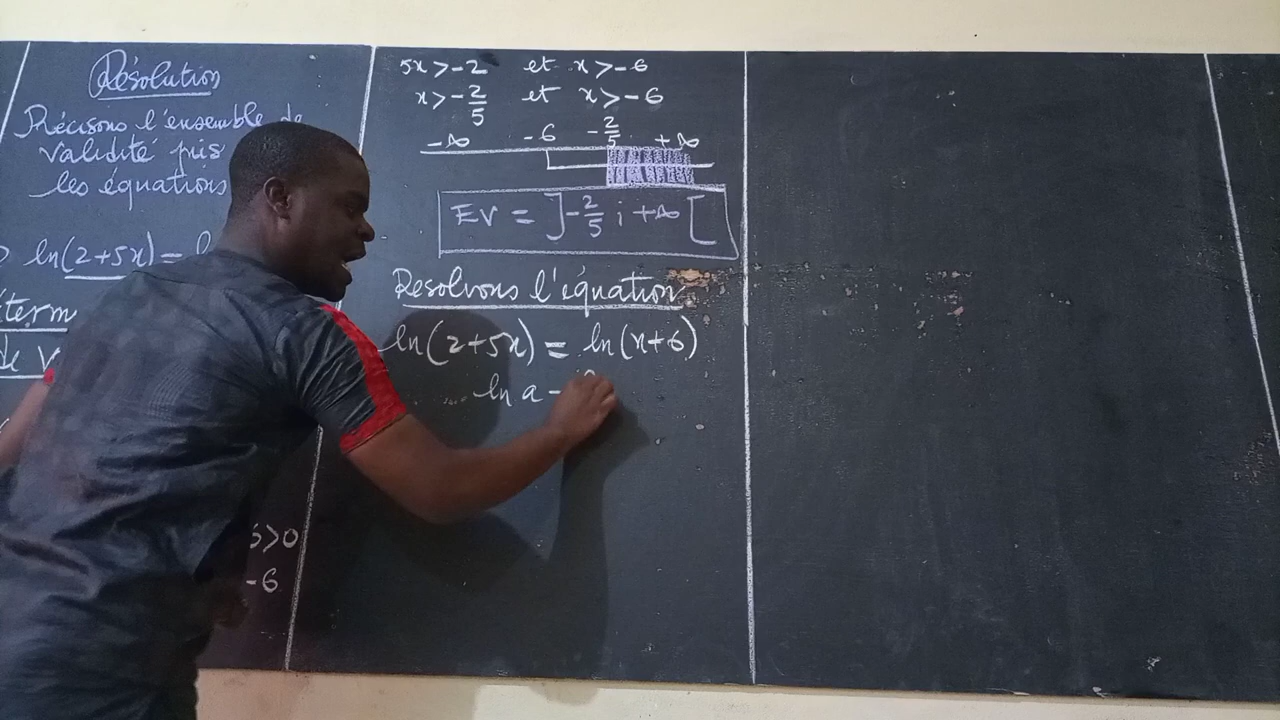 Résolution
Précisons l'ensemble de
validité puis
les équations
ln(2+5x) =
de v
>0
-6
5x > -2 et x > -6
x > -2/5 et x > -6
-∞ -6 -2/5 +∞
EV = ]-2/5 ; +∞ [
Resolvons l'équation
ln(2+5x) = ln(x+6)
ln a =